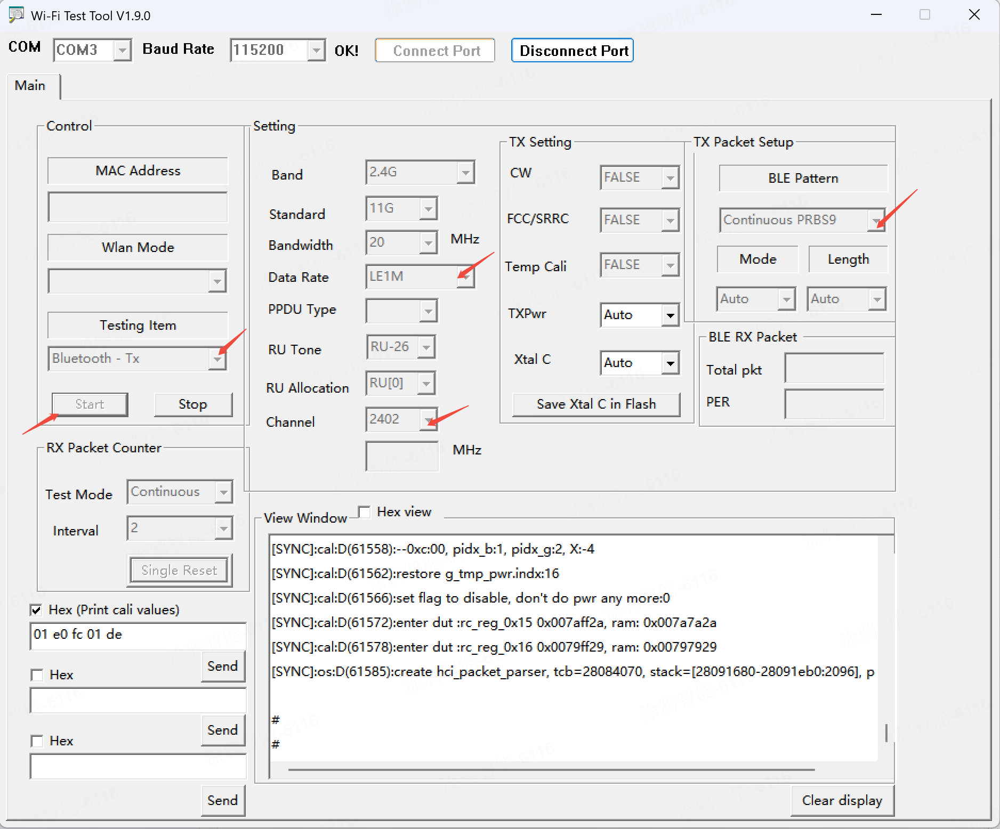 Wi-Fi Test Tool V1.9.0
COM COM3 Baud Rate 115200 OK! Connect Port Disconnect Port
Main
Control
MAC Address
Wlan Mode
Testing Item
Bluetooth - Tx
Start Stop
RX Packet Counter
Test Mode Continuous
Interval 2
Single Reset
Hex (Print cali values)
01 e0 fc 01 de
Send
Hex
Send
Hex
Send
Setting
Band 2.4G
Standard 11G
Bandwidth 20 MHz
Data Rate LE1M
PPDU Type
RU Tone RU-26
RU Allocation RU[0]
Channel 2402
MHz
TX Setting
CW FALSE
FCC/SRRC FALSE
Temp Cali FALSE
TXPwr Auto
Xtal C Auto
Save Xtal C in Flash
TX Packet Setup
BLE Pattern
Continuous PRBS9
Mode Length
Auto Auto
BLE RX Packet
Total pkt
PER
View Window Hex view
[SYNC]:cal:D(61558):--0xc:00, pidx_b:1, pidx_g:2, X:-4
[SYNC]:cal:D(61562):restore g_tmp_pwr.indx:16
[SYNC]:cal:D(61566):set flag to disable, don't do pwr any more:0
[SYNC]:cal:D(61572):enter dut :rc_reg_0x15 0x007aff2a, ram: 0x007a7a2a
[SYNC]:cal:D(61578):enter dut :rc_reg_0x16 0x0079ff29, ram: 0x00797929
[SYNC]:os:D(61585):create hci_packet_parser, tcb=28084070, stack=[28091680-28091eb0:2096], p
#
#
Clear display
涂鸦智能-6116